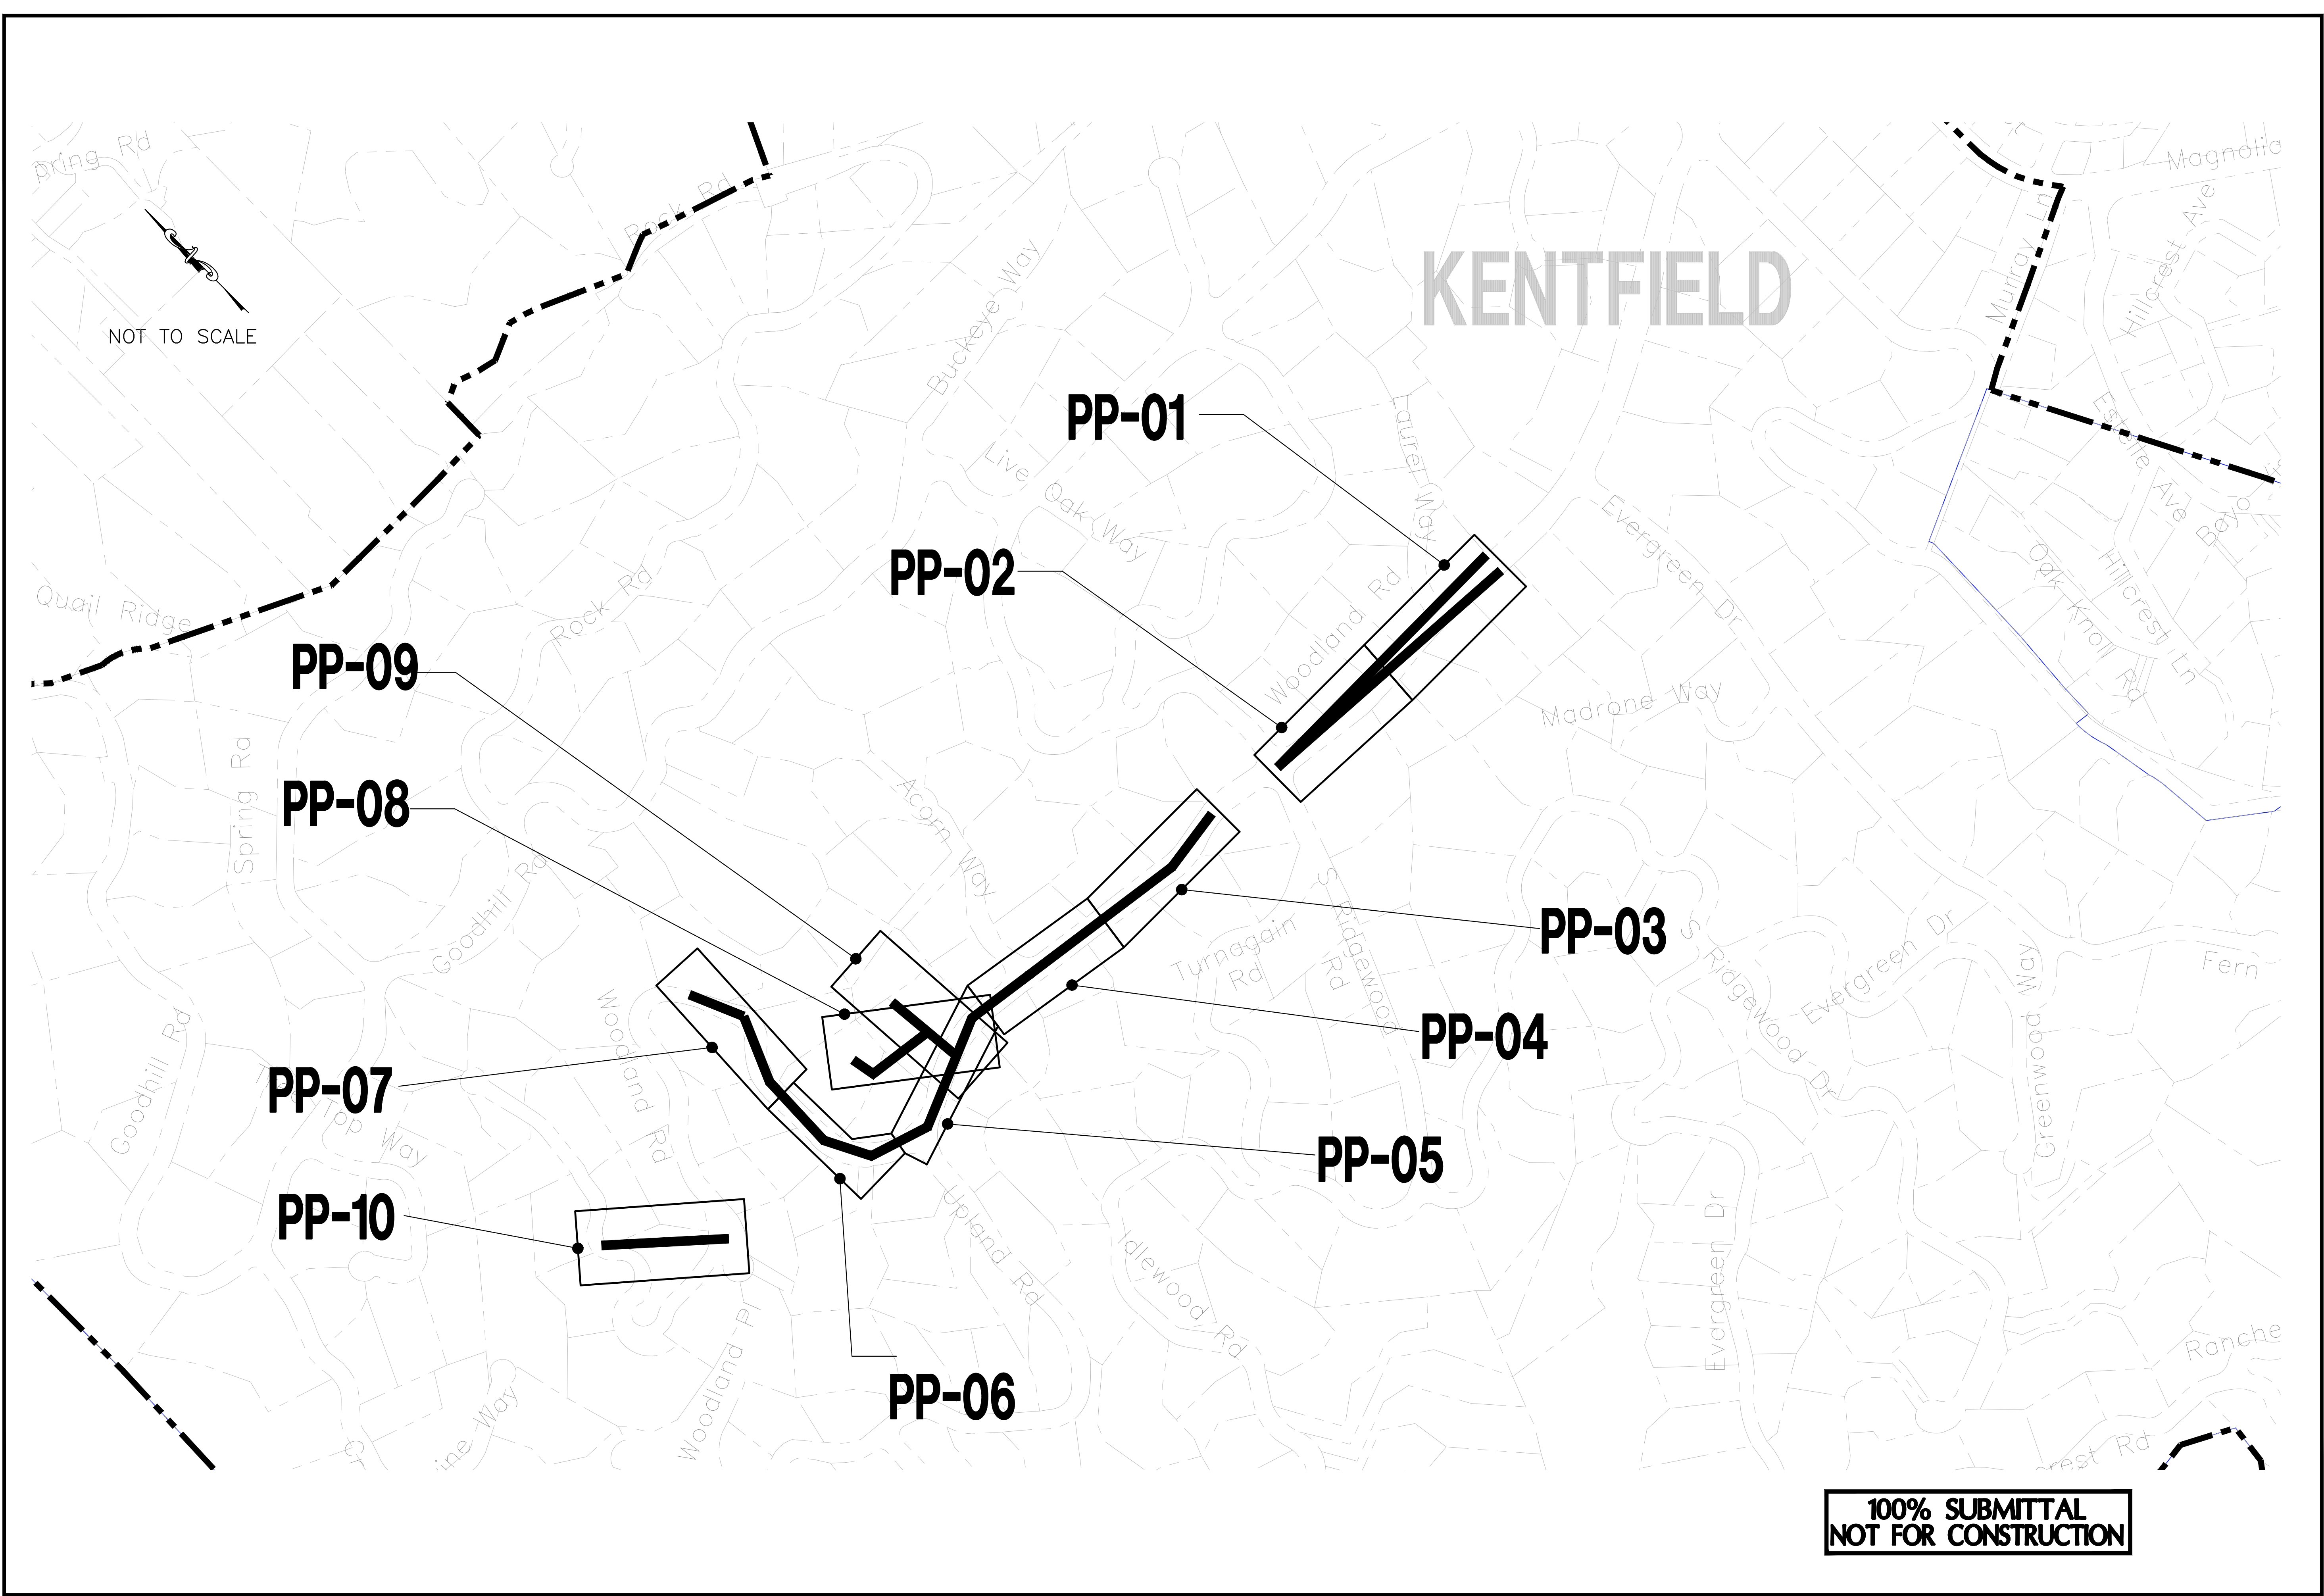 Magnolia
Rock Rd
Murray Ln
Hillcrest Ave
NOT TO SCALE
KENTFIELD
Buckeye Way
PP-01
Laurel Way
Live Oak Way
Estelle Ave
Bayo
PP-02
Evergreen Dr
Oak Knoll Rd
Hillcrest Ln
Quail Ridge
Rock Rd
Woodland Rd
PP-09
Madrone Way
Spring Rd
PP-08
Acorn Way
Goodhill Rd
PP-03
S Ridgewood Rd
Turnagain Rd
S Ridgewood Dr
Evergreen Dr
Greenwood Way
Fern
PP-04
Goodhill Rd
Woodland Rd
PP-07
Top Way
PP-05
PP-10
Upland Rd
Idlewood Rd
Evergreen Dr
Woodland Pl
PP-06
100% SUBMITTAL
NOT FOR CONSTRUCTION